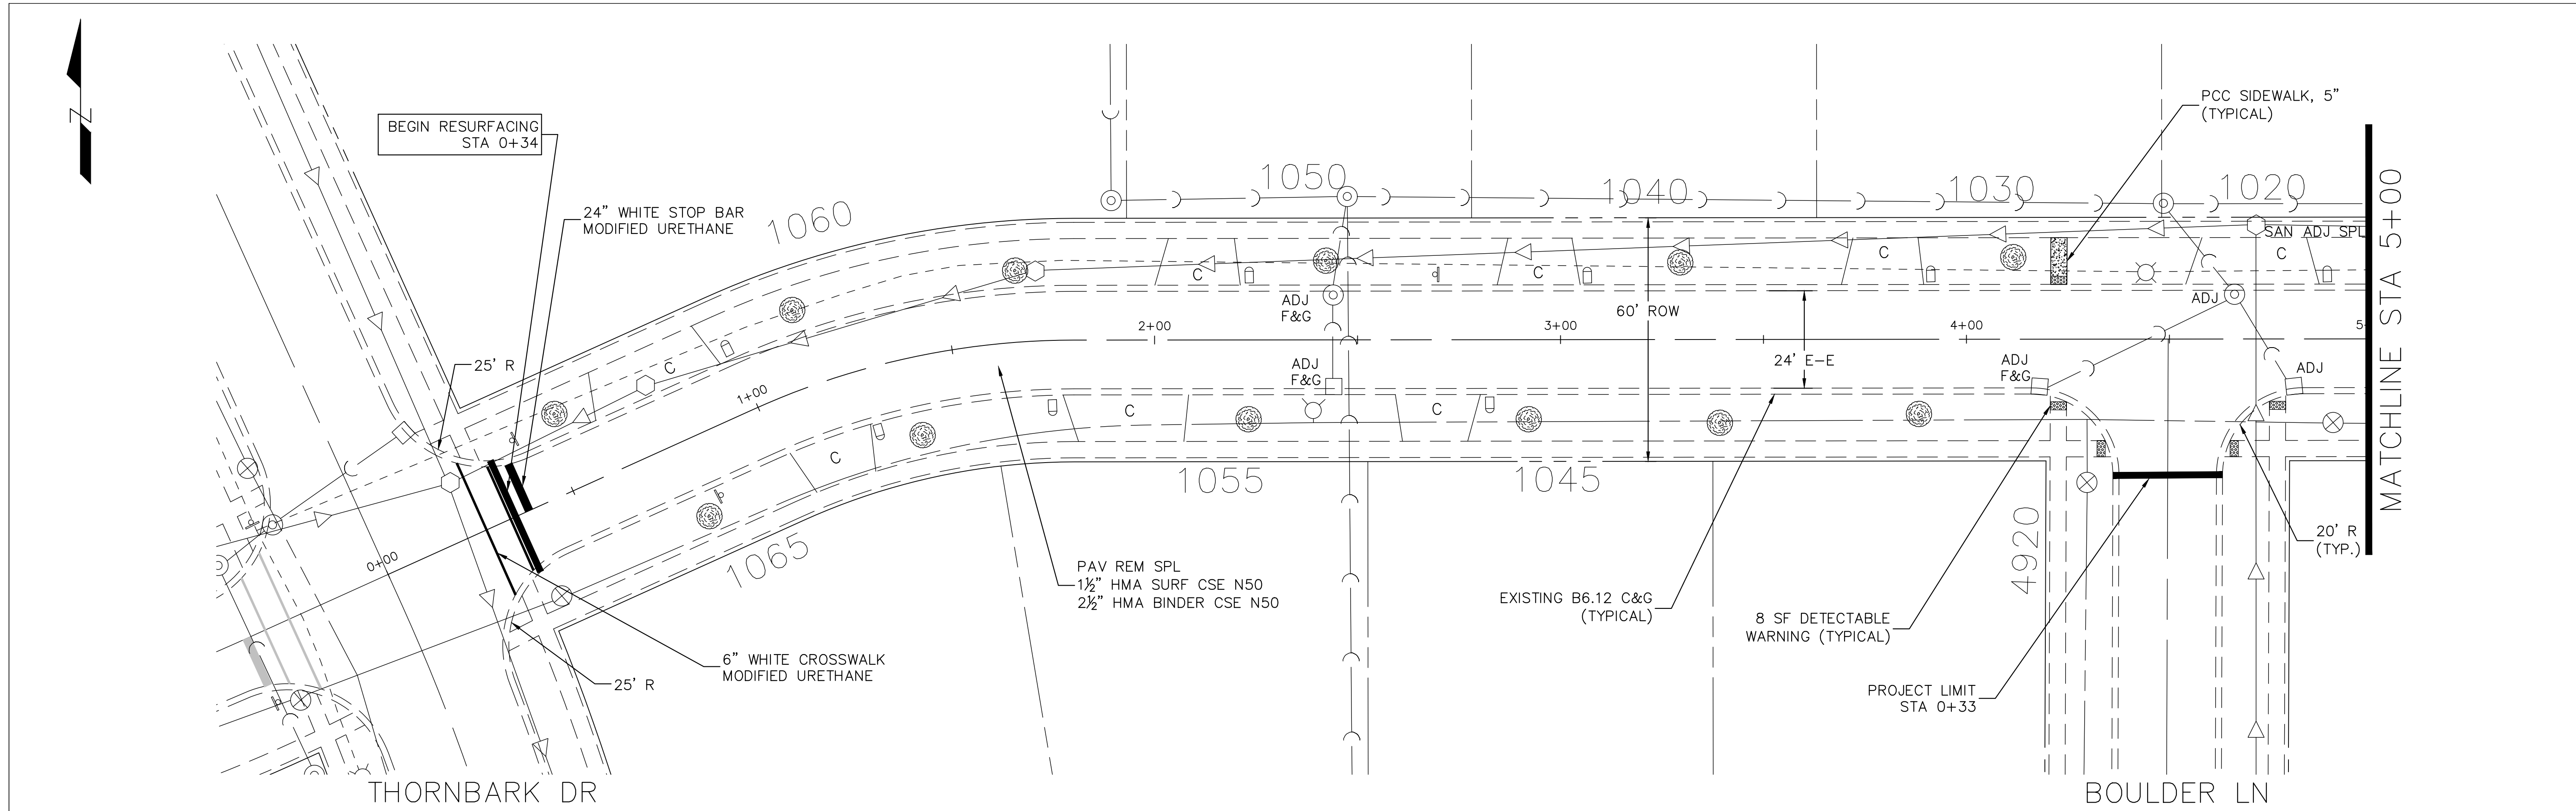 Z
BEGIN RESURFACING
STA 0+34
24" WHITE STOP BAR
MODIFIED URETHANE
1060
1050
1040
1030
1020
PCC SIDEWALK, 5"
(TYPICAL)
SAN ADJ SPL
MATCHLINE STA 5+00
C
C
C
C
C
ADJ
F&G
60' ROW
ADJ
2+00
3+00
4+00
5+
25' R
1+00
ADJ
F&G
24' E-E
ADJ
F&G
ADJ
C
C
C
1055
1045
1065
0+00
4920
20' R
(TYP.)
PAV REM SPL
1½" HMA SURF CSE N50
2½" HMA BINDER CSE N50
EXISTING B6.12 C&G
(TYPICAL)
8 SF DETECTABLE
WARNING (TYPICAL)
6" WHITE CROSSWALK
MODIFIED URETHANE
25' R
PROJECT LIMIT
STA 0+33
THORNBARK DR
BOULDER LN